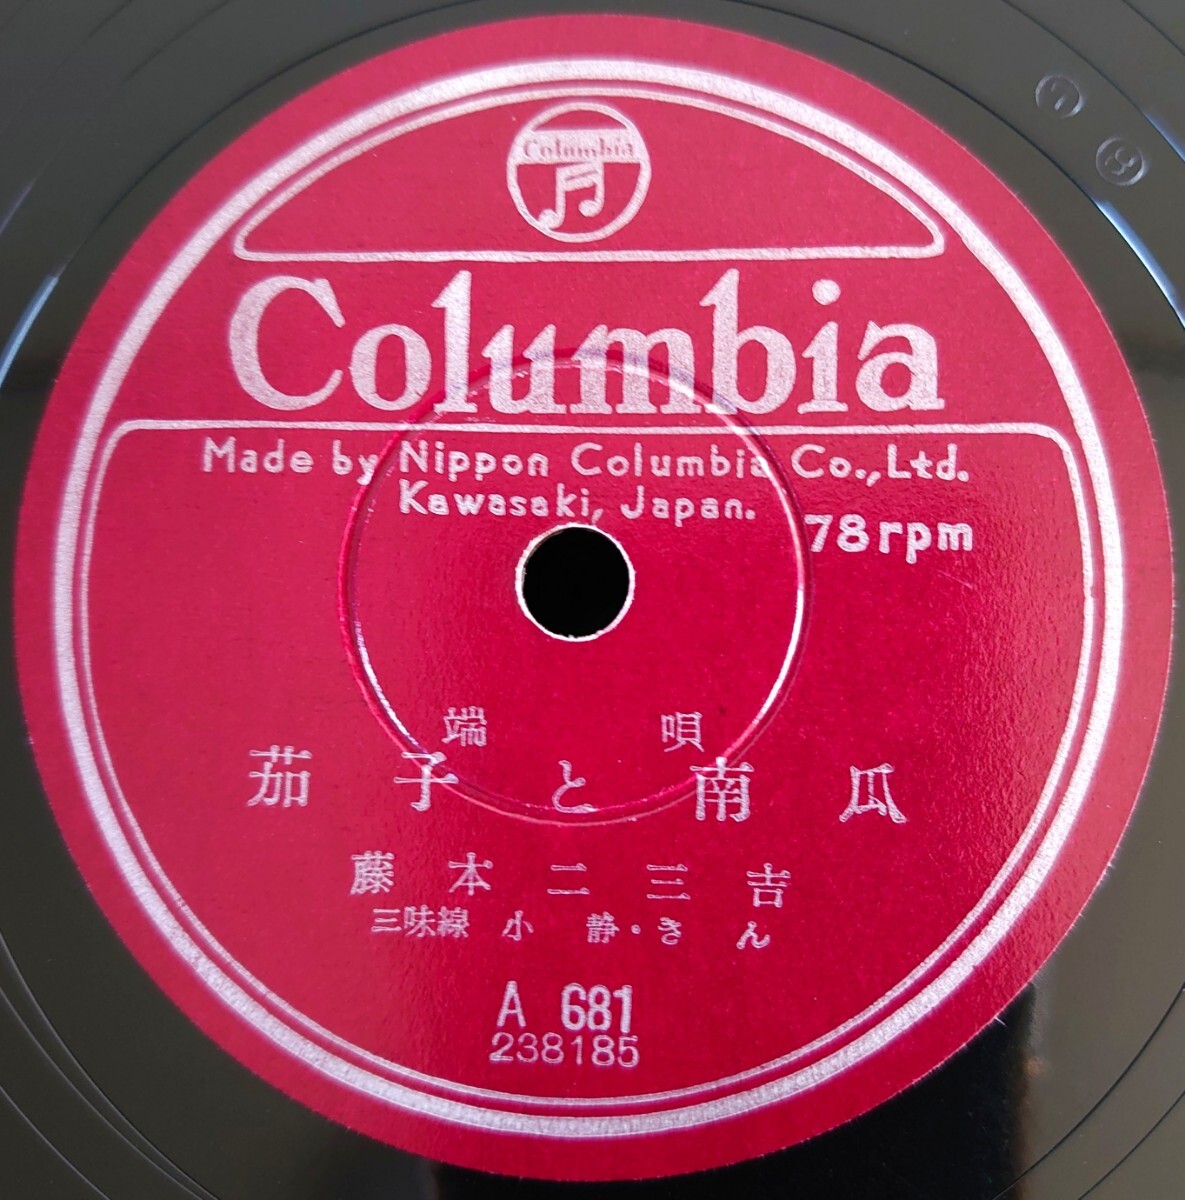 Columbia
Columbia
Made by Nippon Columbia Co.,Ltd.
Kawasaki, Japan.
78rpm
端唄
茄子と南瓜
藤本二三吉
三味線 小静・きん
A 681
238185